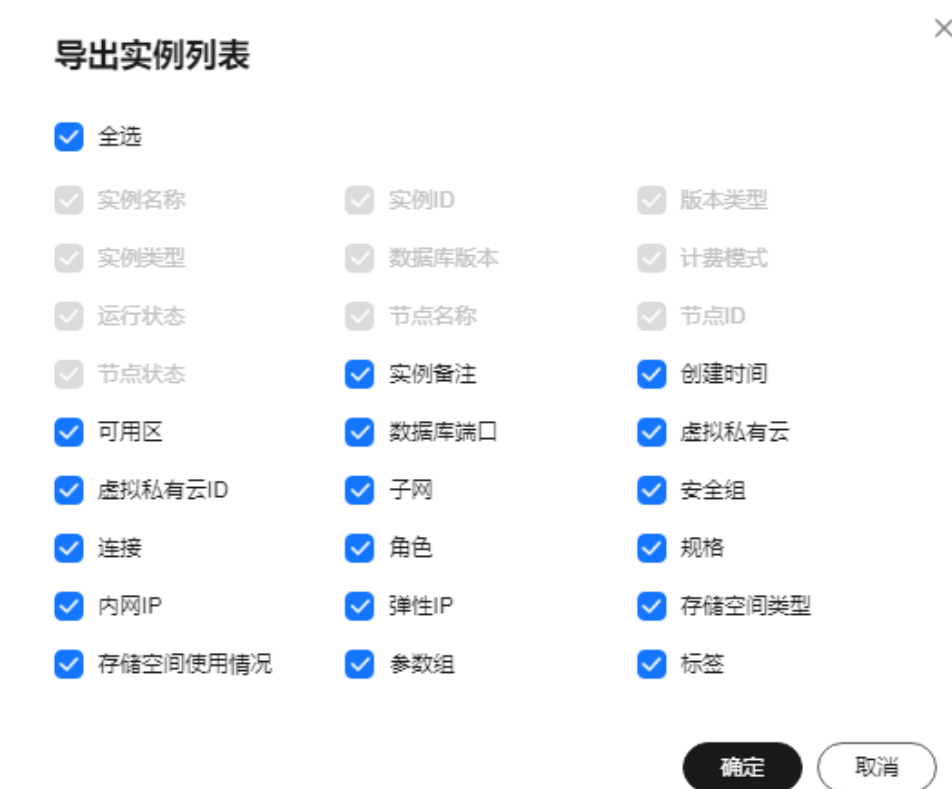 导出实例列表
全选
实例名称 实例ID 版本类型
实例类型 数据库版本 计费模式
运行状态 节点名称 节点ID
节点状态 实例备注 创建时间
可用区 数据库端口 虚拟私有云
虚拟私有云ID 子网 安全组
连接 角色 规格
内网IP 弹性IP 存储空间类型
存储空间使用情况 参数组 标签
确定 取消